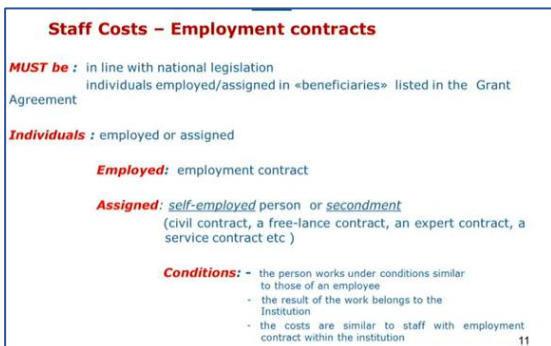 Staff Costs – Employment contracts
MUST be : in line with national legislation
individuals employed/assigned in «beneficiaries» listed in the Grant
Agreement
Individuals : employed or assigned
Employed: employment contract
Assigned: self-employed person or secondment
(civil contract, a free-lance contract, an expert contract, a
service contract etc )
Conditions: - the person works under conditions similar
to those of an employee
- the result of the work belongs to the
Institution
- the costs are similar to staff with employment
contract within the institution
11